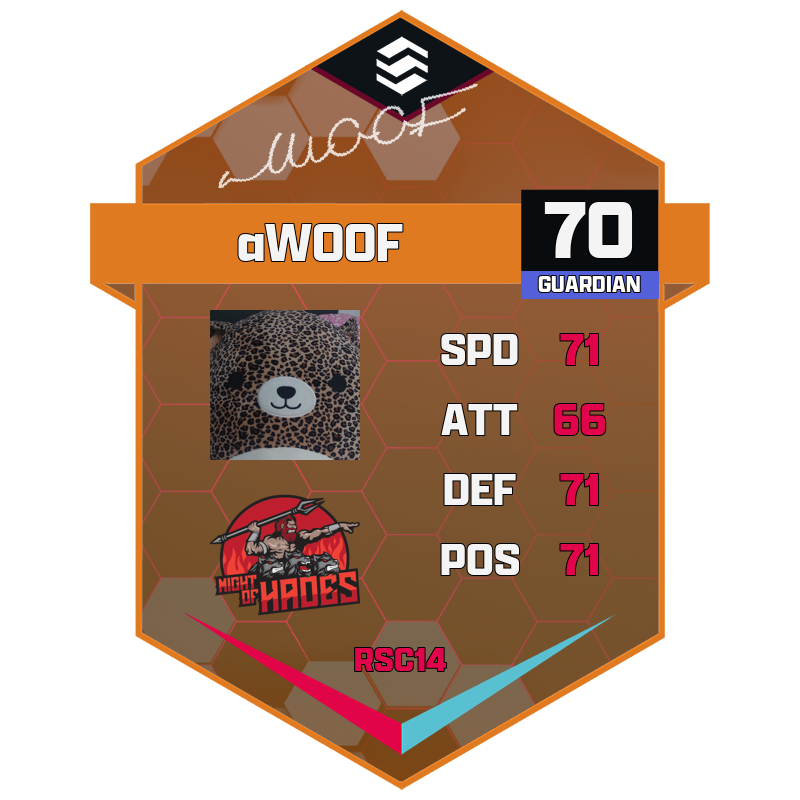 aWOOF
aWOOF
70
GUARDIAN
SPD 71
ATT 66
DEF 71
POS 71
MIGHT
OF HADES
RSC14